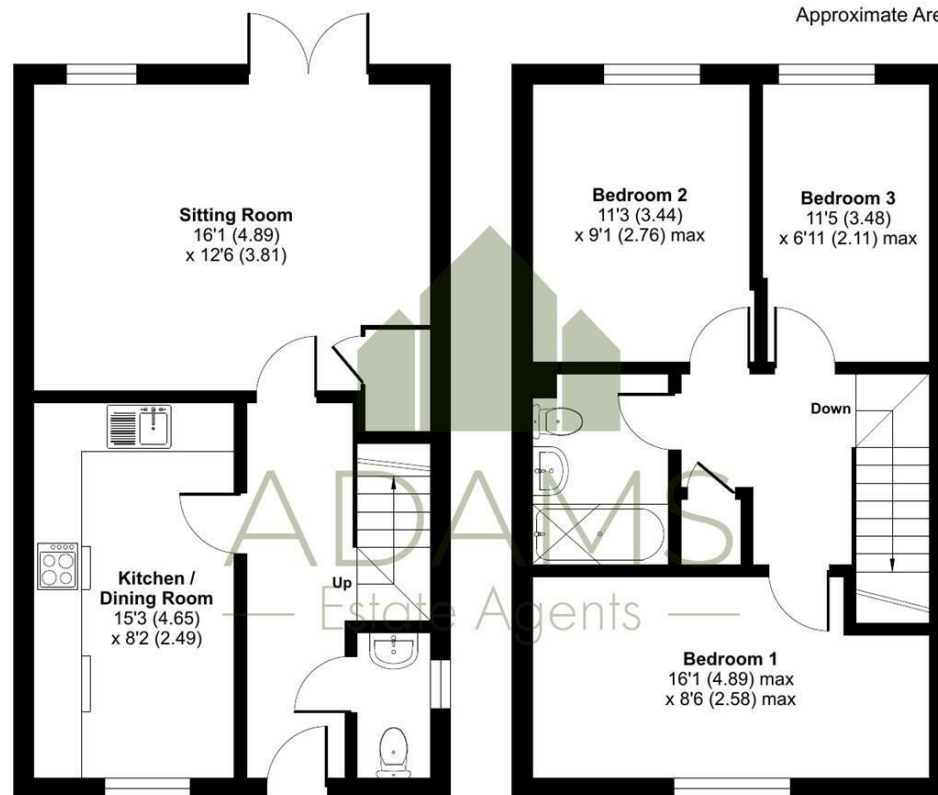 Approximate Are
Sitting Room
16'1 (4.89)
x 12'6 (3.81)
Bedroom 2
11'3 (3.44)
x 9'1 (2.76) max
Bedroom 3
11'5 (3.48)
x 6'11 (2.11) max
Down
ADAMS
Estate Agents
Up
Kitchen /
Dining Room
15'3 (4.65)
x 8'2 (2.49)
Bedroom 1
16'1 (4.89) max
x 8'6 (2.58) max